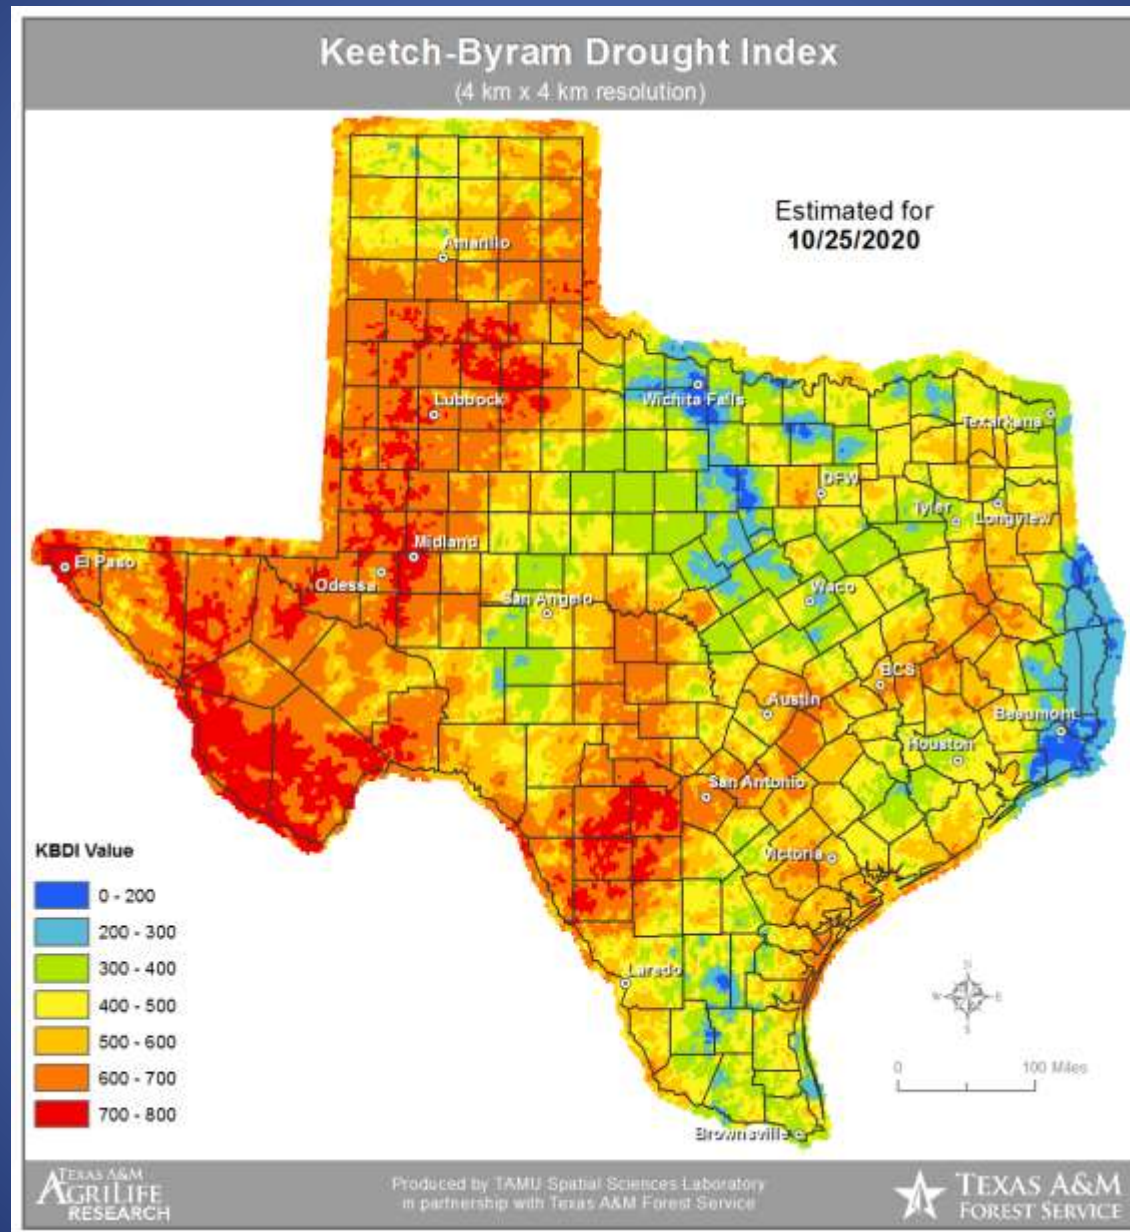 Keetch-Byram Drought Index
(4 km x 4 km resolution)
Estimated for
10/25/2020
Amarillo
Lubbock
Wichita Falls
Texarkana
DFW
Tyler
Longview
El Paso
Midland
Odessa
San Angelo
Waco
BCS
Austin
Beaumont
Houston
San Antonio
Victoria
Laredo
Brownsville
KBDI Value
0 - 200
200 - 300
300 - 400
400 - 500
500 - 600
600 - 700
700 - 800
N
W E
S
0 100 Miles
TEXAS A&M
AGRILIFE
RESEARCH
Produced by TAMU Spatial Sciences Laboratory
in partnership with Texas A&M Forest Service
TEXAS A&M
FOREST SERVICE